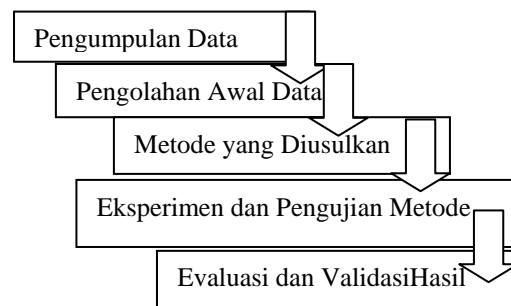 Pengumpulan Data
Pengolahan Awal Data
Metode yang Diusulkan
Eksperimen dan Pengujian Metode
Evaluasi dan ValidasiHasil